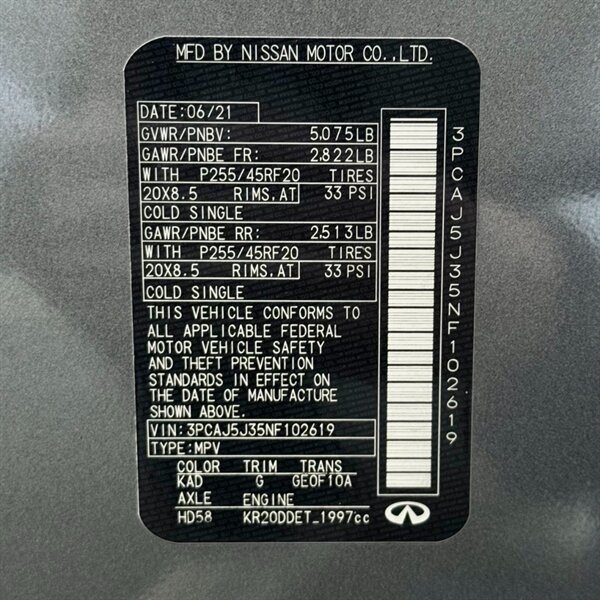 MFD BY NISSAN MOTOR CO.,LTD.
DATE:06/21
GVWR/PNBV: 5.075LB
GAWR/PNBE FR: 2.822LB
WITH P255/45RF20 TIRES
20X8.5 RIMS.AT 33 PSI
COLD SINGLE
GAWR/PNBE RR: 2.513LB
WITH P255/45RF20 TIRES
20X8.5 RIMS.AT 33 PSI
COLD SINGLE
THIS VEHICLE CONFORMS TO
ALL APPLICABLE FEDERAL
MOTOR VEHICLE SAFETY
AND THEFT PREVENTION
STANDARDS IN EFFECT ON
THE DATE OF MANUFACTURE
SHOWN ABOVE.
VIN: 3PCAJ5J35NF102619
TYPE:MPV
COLOR TRIM TRANS
KAD G GE0F10A
AXLE ENGINE
HD58 KR20DDET_1997cc
3PCAJ5J35NF102619